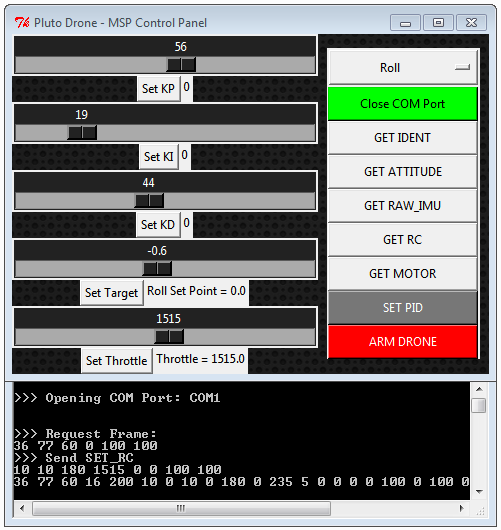 Pluto Drone - MSP Control Panel
56
Set KP 0
19
Set KI 0
44
Set KD 0
-0.6
Set Target Roll Set Point = 0.0
1515
Set Throttle Throttle = 1515.0
Roll
Close COM Port
GET IDENT
GET ATTITUDE
GET RAW_IMU
GET RC
GET MOTOR
SET PID
ARM DRONE
>>> Opening COM Port: COM1
>>> Request Frame:
36 77 60 0 100 100
>>> Send SET_RC
10 10 180 1515 0 0 100 100
36 77 60 16 200 10 0 10 0 180 0 235 5 0 0 0 0 100 0 100 0